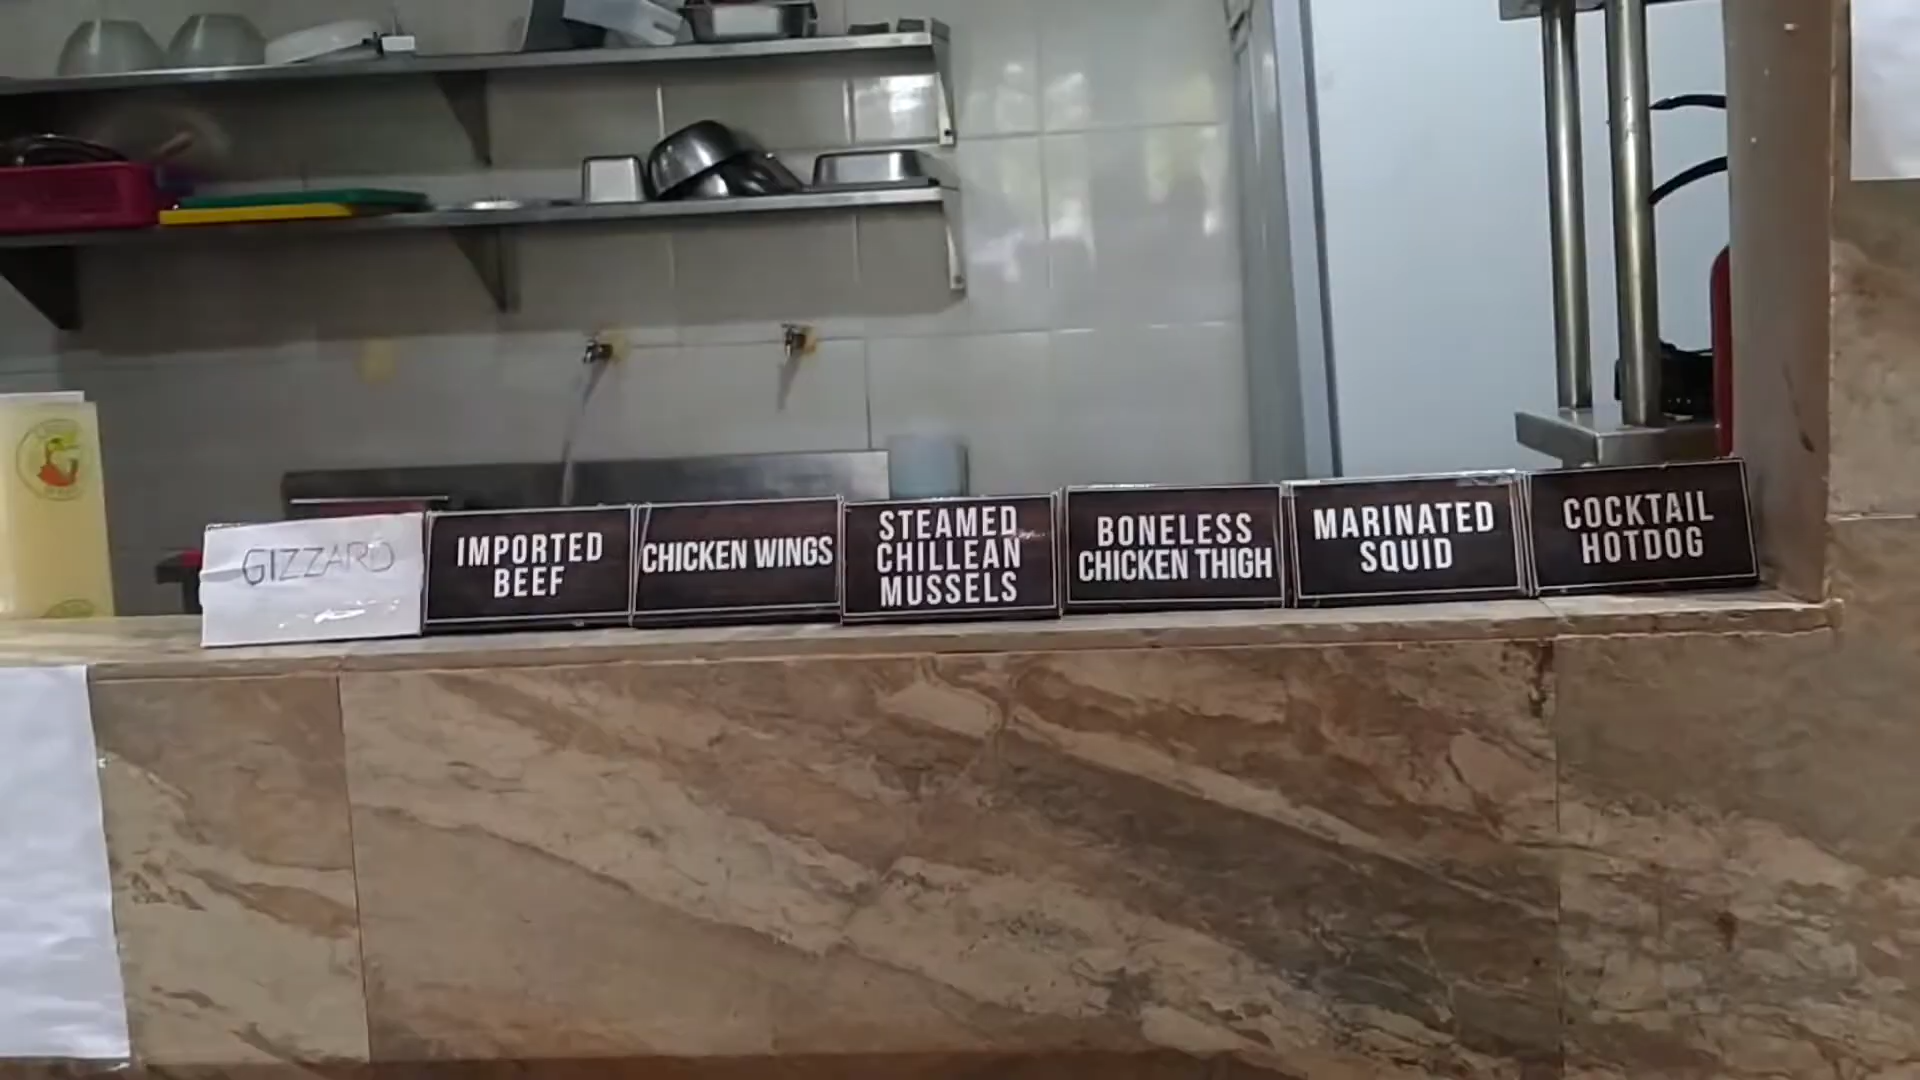 GIZZARD
IMPORTED
BEEF
CHICKEN WINGS
STEAMED
CHILLEAN
MUSSELS
BONELESS
CHICKEN THIGH
MARINATED
SQUID
COCKTAIL
HOTDOG